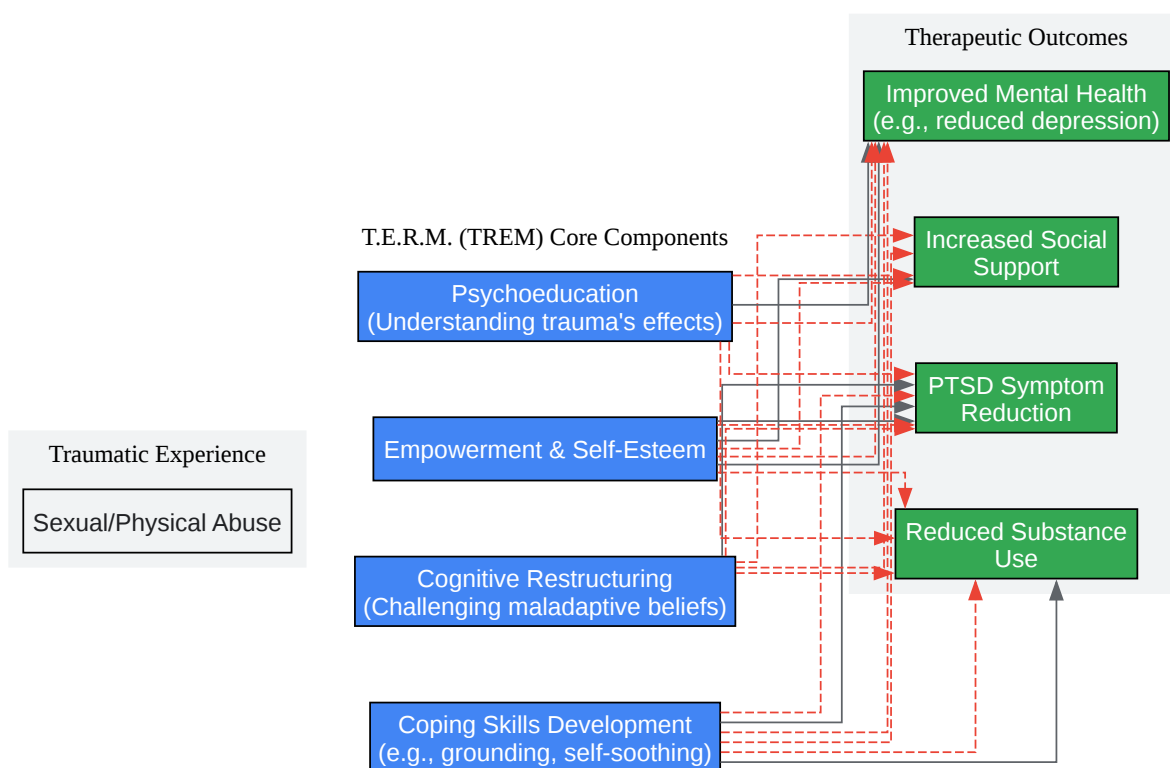 Therapeutic Outcomes
Improved Mental Health
(e.g., reduced depression)
Increased Social
Support
T.E.R.M. (TREM) Core Components
Psychoeducation
(Understanding trauma's effects)
PTSD Symptom
Reduction
Empowerment & Self-Esteem
Traumatic Experience
Sexual/Physical Abuse
Reduced Substance
Use
Cognitive Restructuring
(Challenging maladaptive beliefs)
Coping Skills Development
(e.g., grounding, self-soothing)